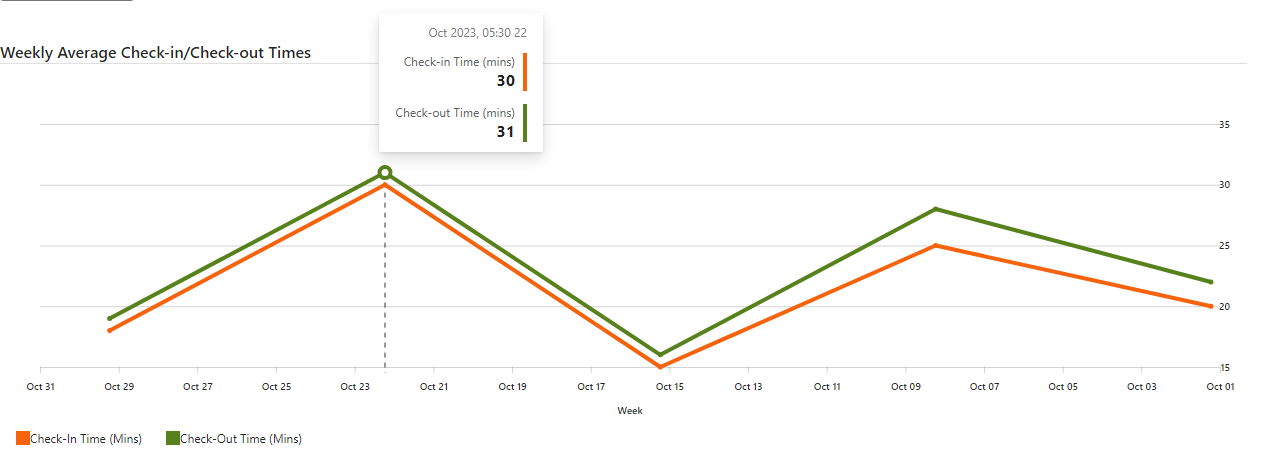 Oct 2023, 05:30 22
Weekly Average Check-in/Check-out Times
Check-in Time (mins)
30
Check-out Time (mins)
31
35
30
25
20
15
Oct 31 Oct 29 Oct 27 Oct 25 Oct 23 Oct 21 Oct 19 Oct 17 Oct 15 Oct 13 Oct 11 Oct 09 Oct 07 Oct 05 Oct 03 Oct 01
Week
Check-In Time (Mins) Check-Out Time (Mins)